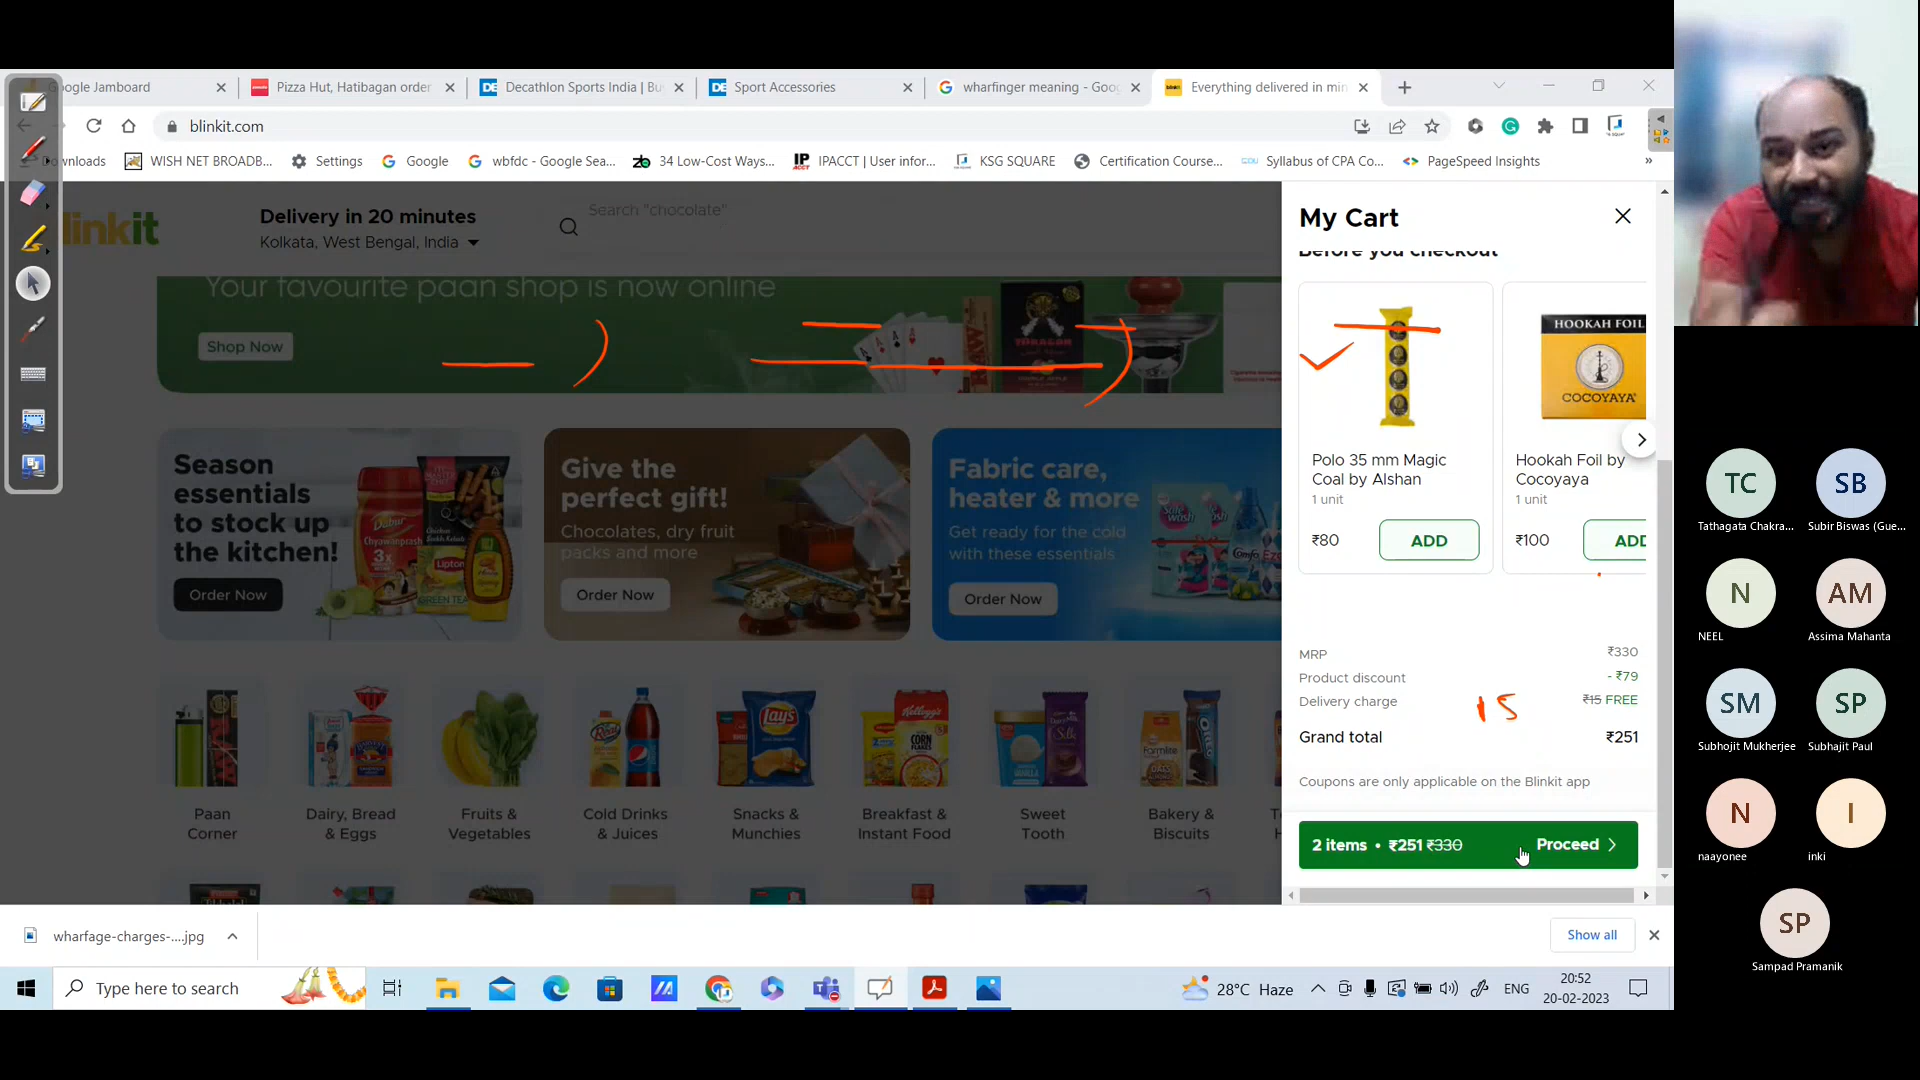 Google Jamboard
Pizza Hut, Hatibagan order
Decathlon Sports India | Bu
Sport Accessories
wharfinger meaning - Goog
Everything delivered in min
blinkit.com
ownloads
WISH NET BROADB...
Settings
Google
wbfdc - Google Sea...
34 Low-Cost Ways...
IPACCT | User infor...
KSG SQUARE
Certification Course...
Syllabus of CPA Co...
PageSpeed Insights
»
linkit
Delivery in 20 minutes
Kolkata, West Bengal, India
Search "chocolate"
My Cart
Before you checkout
Your favourite paan shop is now online
Shop Now
HOOKAH FOIL
COCOYAYA
Polo 35 mm Magic
Coal by Alshan
1 unit
₹80
ADD
Hookah Foil by
Cocoyaya
1 unit
₹100
ADD
Season
essentials
to stock up
the kitchen!
Order Now
Give the
perfect gift!
Chocolates, dry fruit
packs and more
Order Now
Fabric care,
heater & more
Get ready for the cold
with these essentials
Order Now
MRP ₹330
Product discount - ₹79
Delivery charge ₹15 FREE
15
Grand total ₹251
Coupons are only applicable on the Blinkit app
2 items • ₹251 ₹330 Proceed
Paan
Corner
Dairy, Bread
& Eggs
Fruits &
Vegetables
Cold Drinks
& Juices
Snacks &
Munchies
Breakfast &
Instant Food
Sweet
Tooth
Bakery &
Biscuits
wharfage-charges-....jpg
Show all
Type here to search
28°C Haze
ENG
20:52
20-02-2023
TC
Tathagata Chakra...
SB
Subir Biswas (Gue...
N
NEEL
AM
Assima Mahanta
SM
Subhojit Mukherjee
SP
Subhajit Paul
N
naayonee
I
inki
SP
Sampad Pramanik